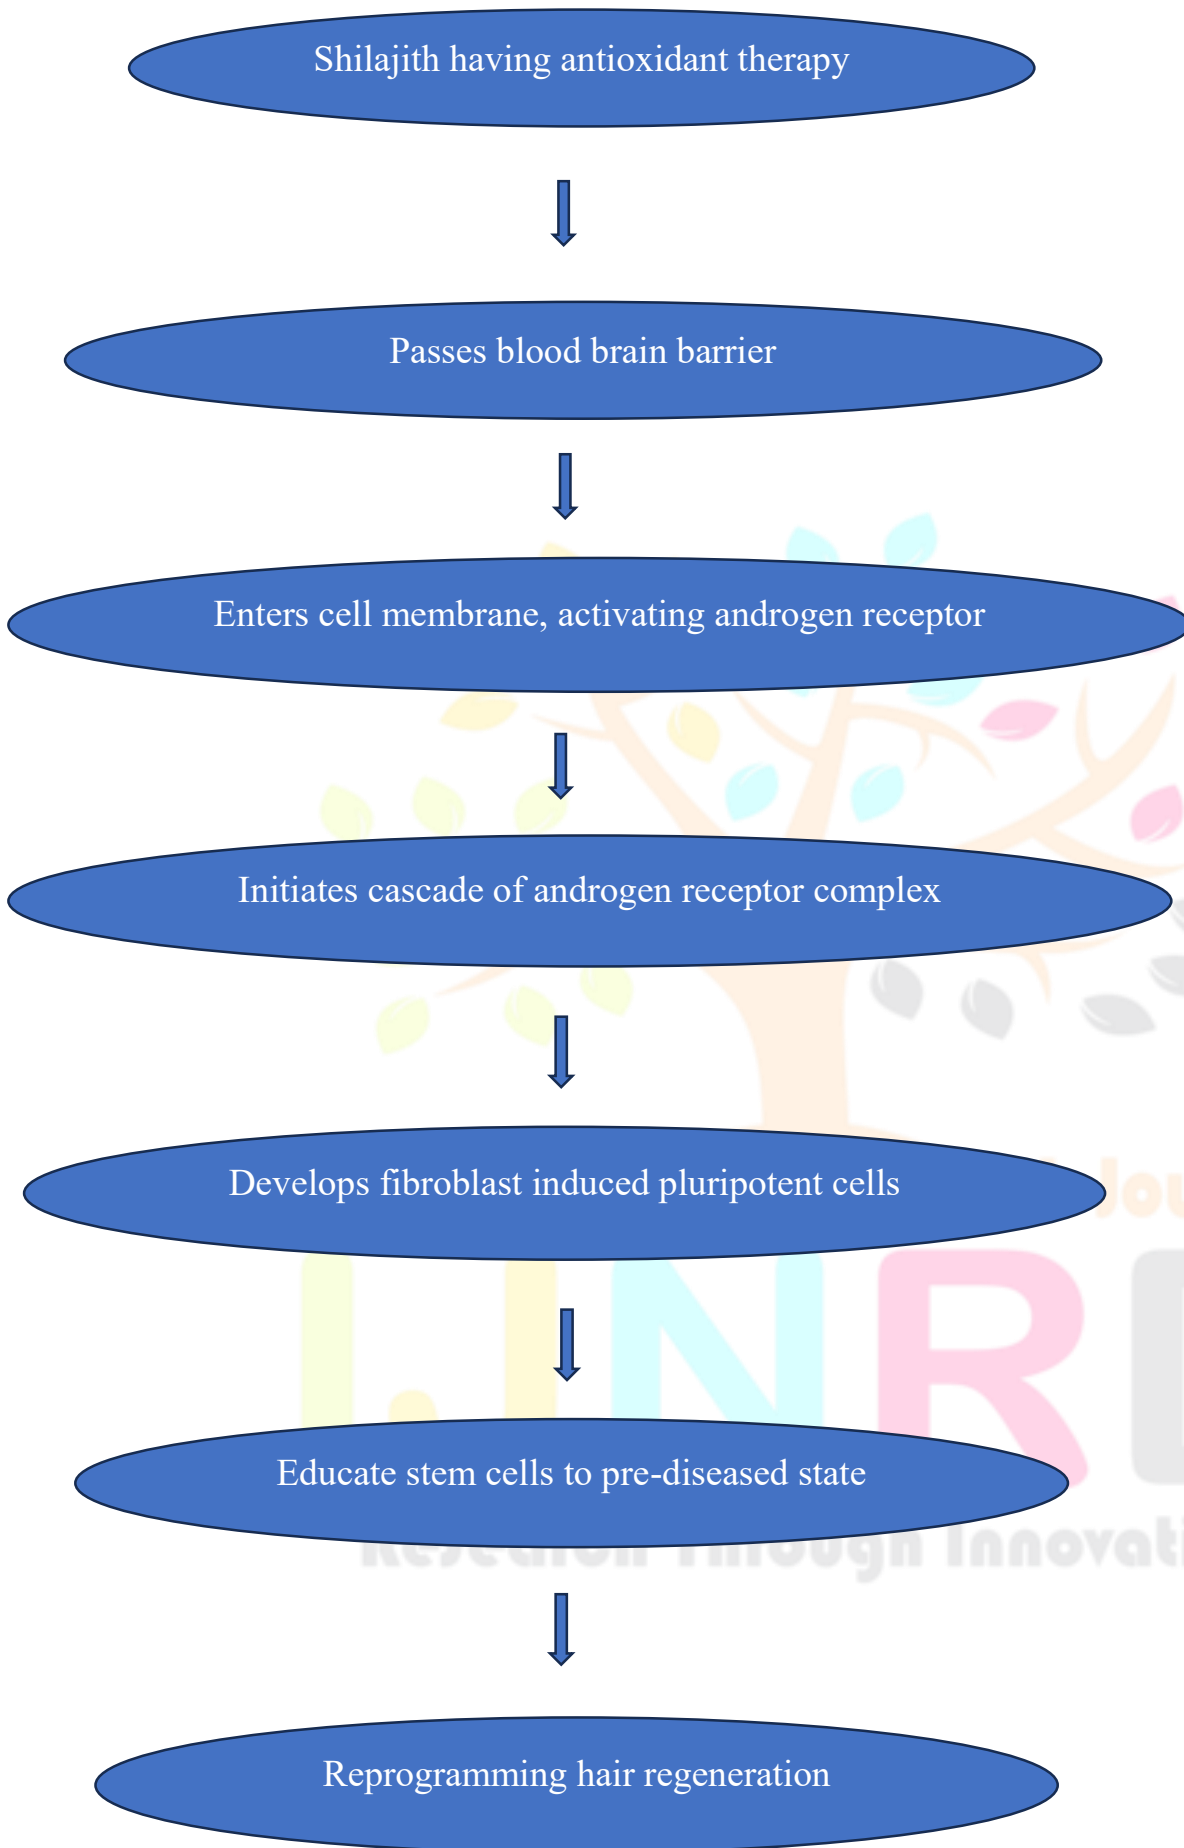 Shilajith having antioxidant therapy
Passes blood brain barrier
Enters cell membrane, activating androgen receptor
Initiates cascade of androgen receptor complex
Develops fibroblast induced pluripotent cells
Educate stem cells to pre-diseased state
Through
Reprogramming hair regeneration